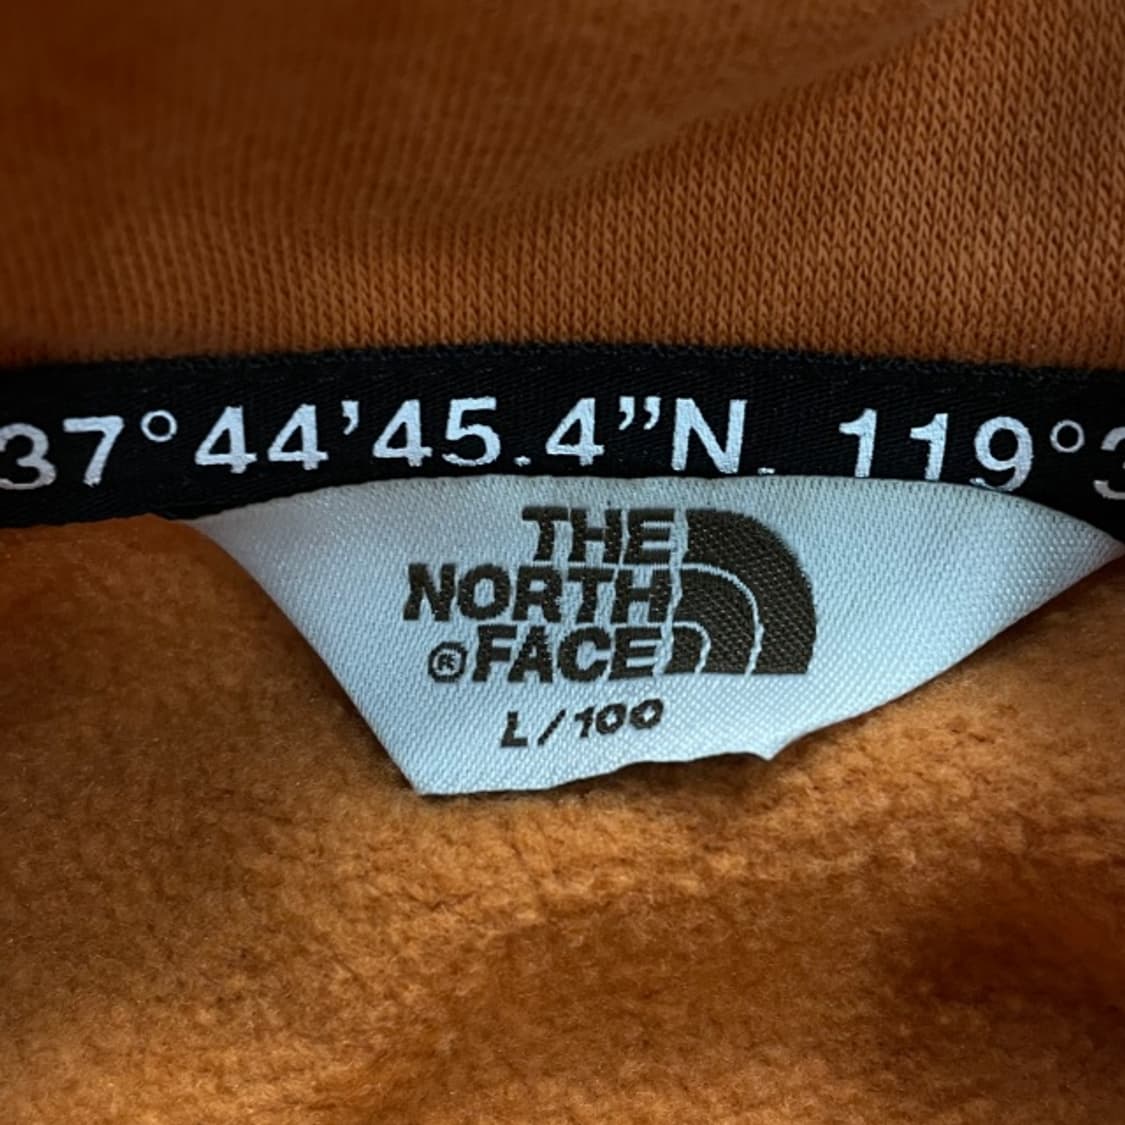 37°44’45.4”N. 119°3
THE
NORTH
®FACE
L/100